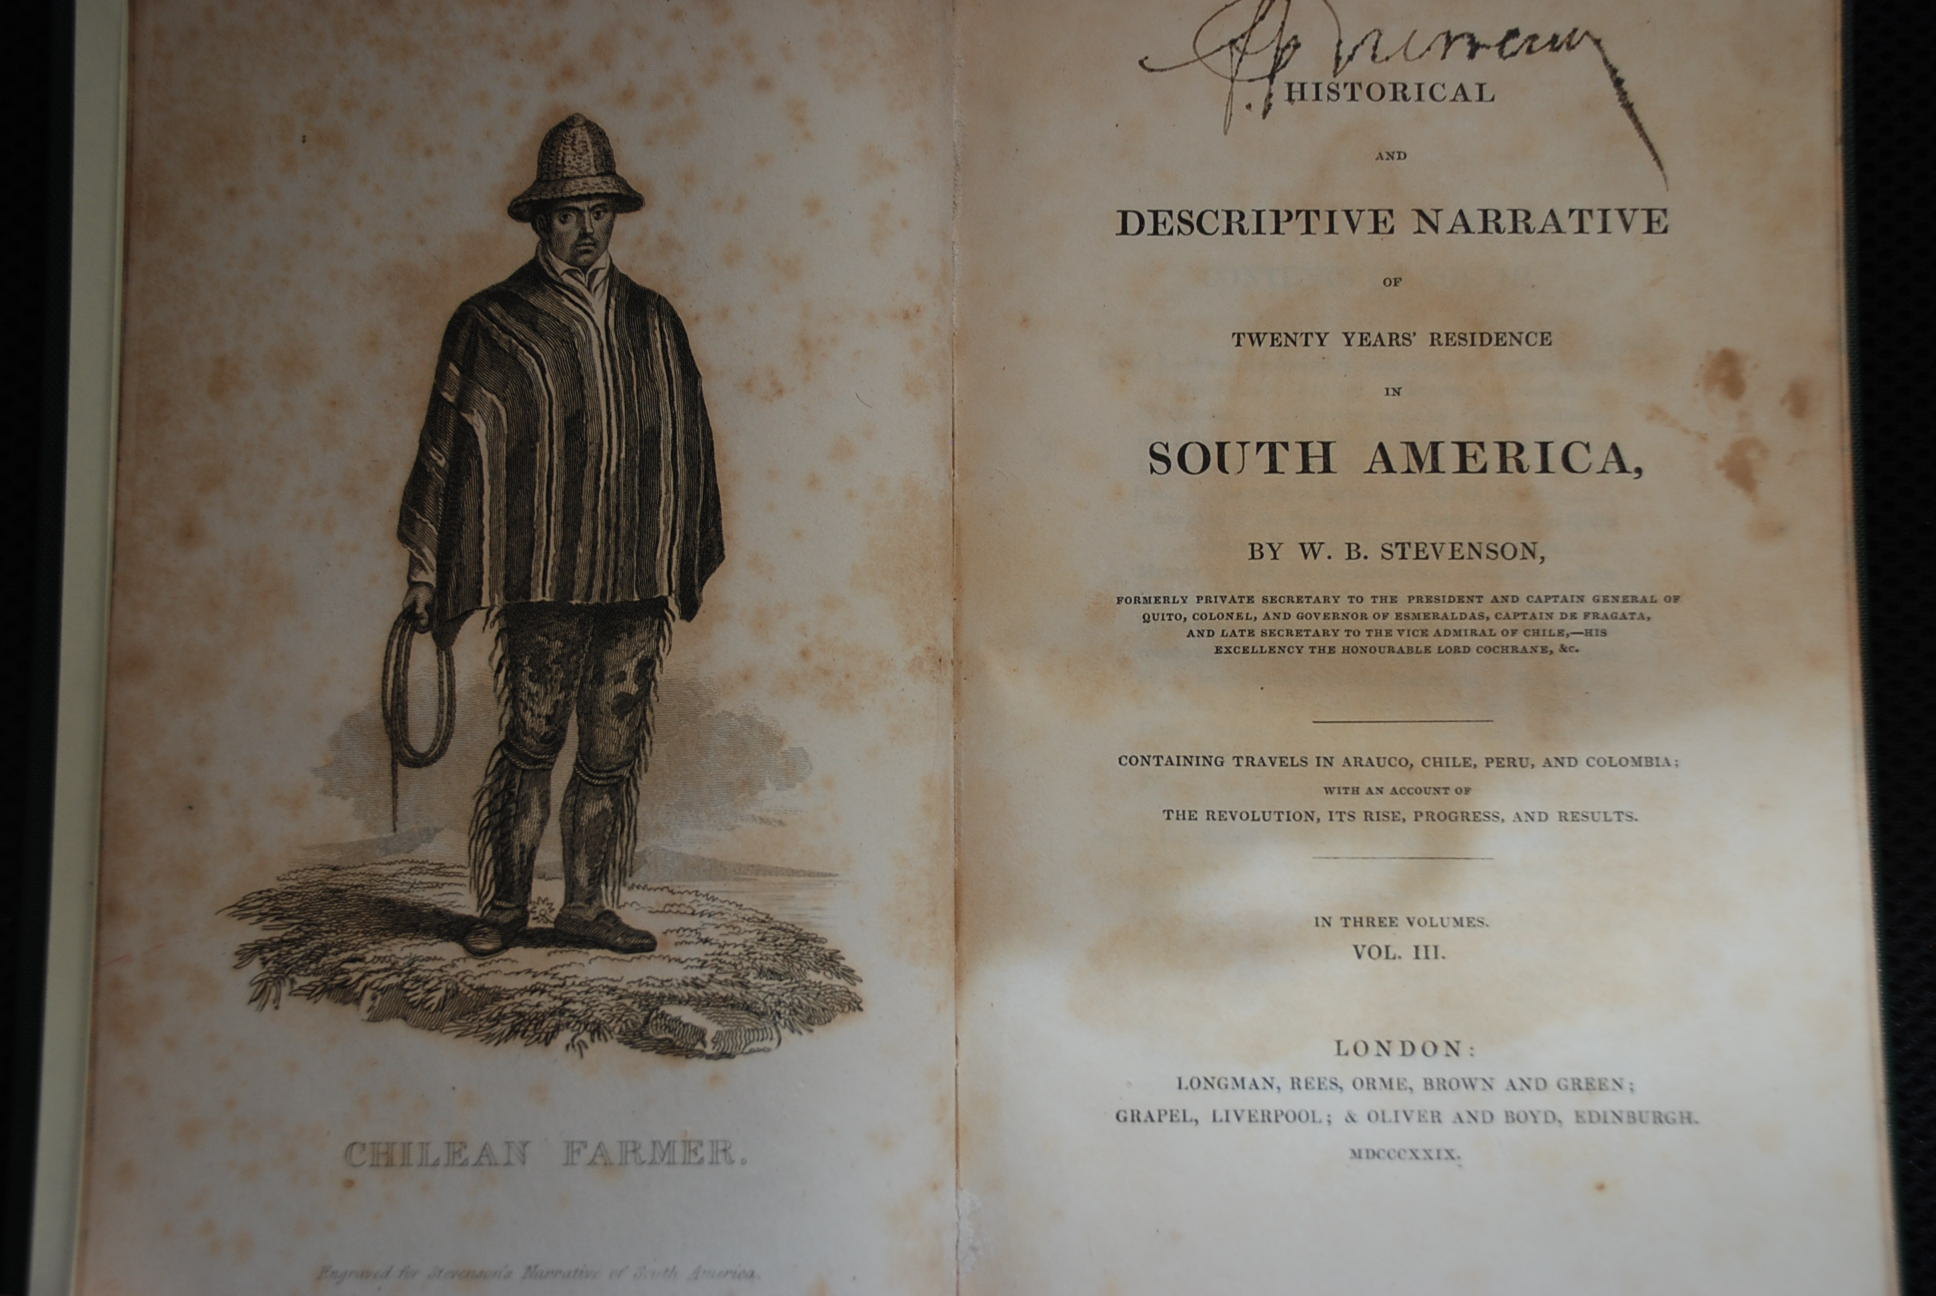 CHILEAN FARMER.
Engraved for Stevenson's Narrative of South America.
HISTORICAL
AND
DESCRIPTIVE NARRATIVE
OF
TWENTY YEARS' RESIDENCE
IN
SOUTH AMERICA,
BY W. B. STEVENSON,
FORMERLY PRIVATE SECRETARY TO THE PRESIDENT AND CAPTAIN GENERAL OF
QUITO, COLONEL, AND GOVERNOR OF ESMERALDAS, CAPTAIN DE FRAGATA,
AND LATE SECRETARY TO THE VICE ADMIRAL OF CHILE,—HIS
EXCELLENCY THE HONOURABLE LORD COCHRANE, &c.
CONTAINING TRAVELS IN ARAUCO, CHILE, PERU, AND COLOMBIA;
WITH AN ACCOUNT OF
THE REVOLUTION, ITS RISE, PROGRESS, AND RESULTS.
IN THREE VOLUMES.
VOL. III.
LONDON:
LONGMAN, REES, ORME, BROWN AND GREEN;
GRAPEL, LIVERPOOL; & OLIVER AND BOYD, EDINBURGH.
MDCCCXXIX.